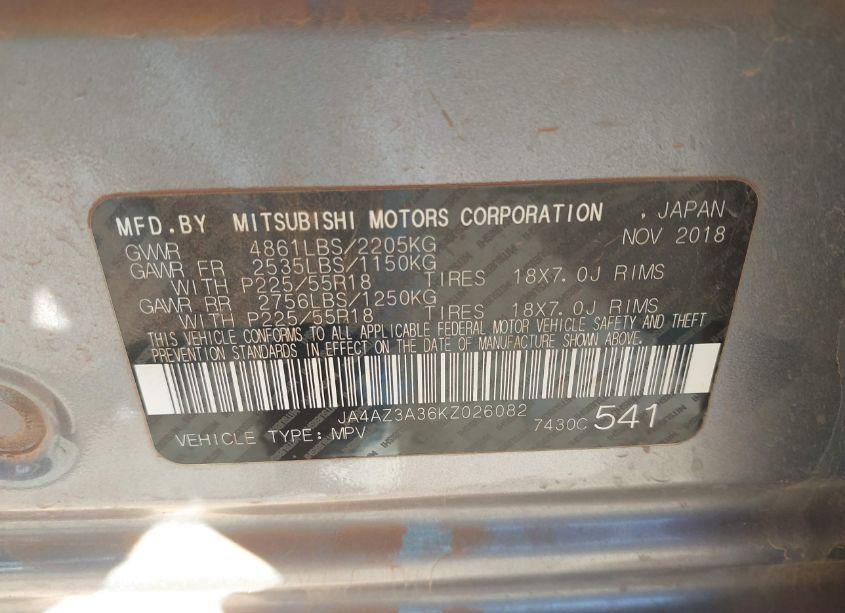 MFD.BY MITSUBISHI MOTORS CORPORATION . JAPAN
GVWR 4861LBS/2205KG NOV 2018
GAWR FR 2535LBS/1150KG
WITH P225/55R18 TIRES 18X7.0J RIMS
GAWR RR 2756LBS/1250KG
WITH P225/55R18 TIRES 18X7.0J RIMS
THIS VEHICLE CONFORMS TO ALL APPLICABLE FEDERAL MOTOR VEHICLE SAFETY AND THEFT
PREVENTION STANDARDS IN EFFECT ON THE DATE OF MANUFACTURE SHOWN ABOVE.
JA4AZ3A36KZ026082
VEHICLE TYPE: MPV 7430C 541